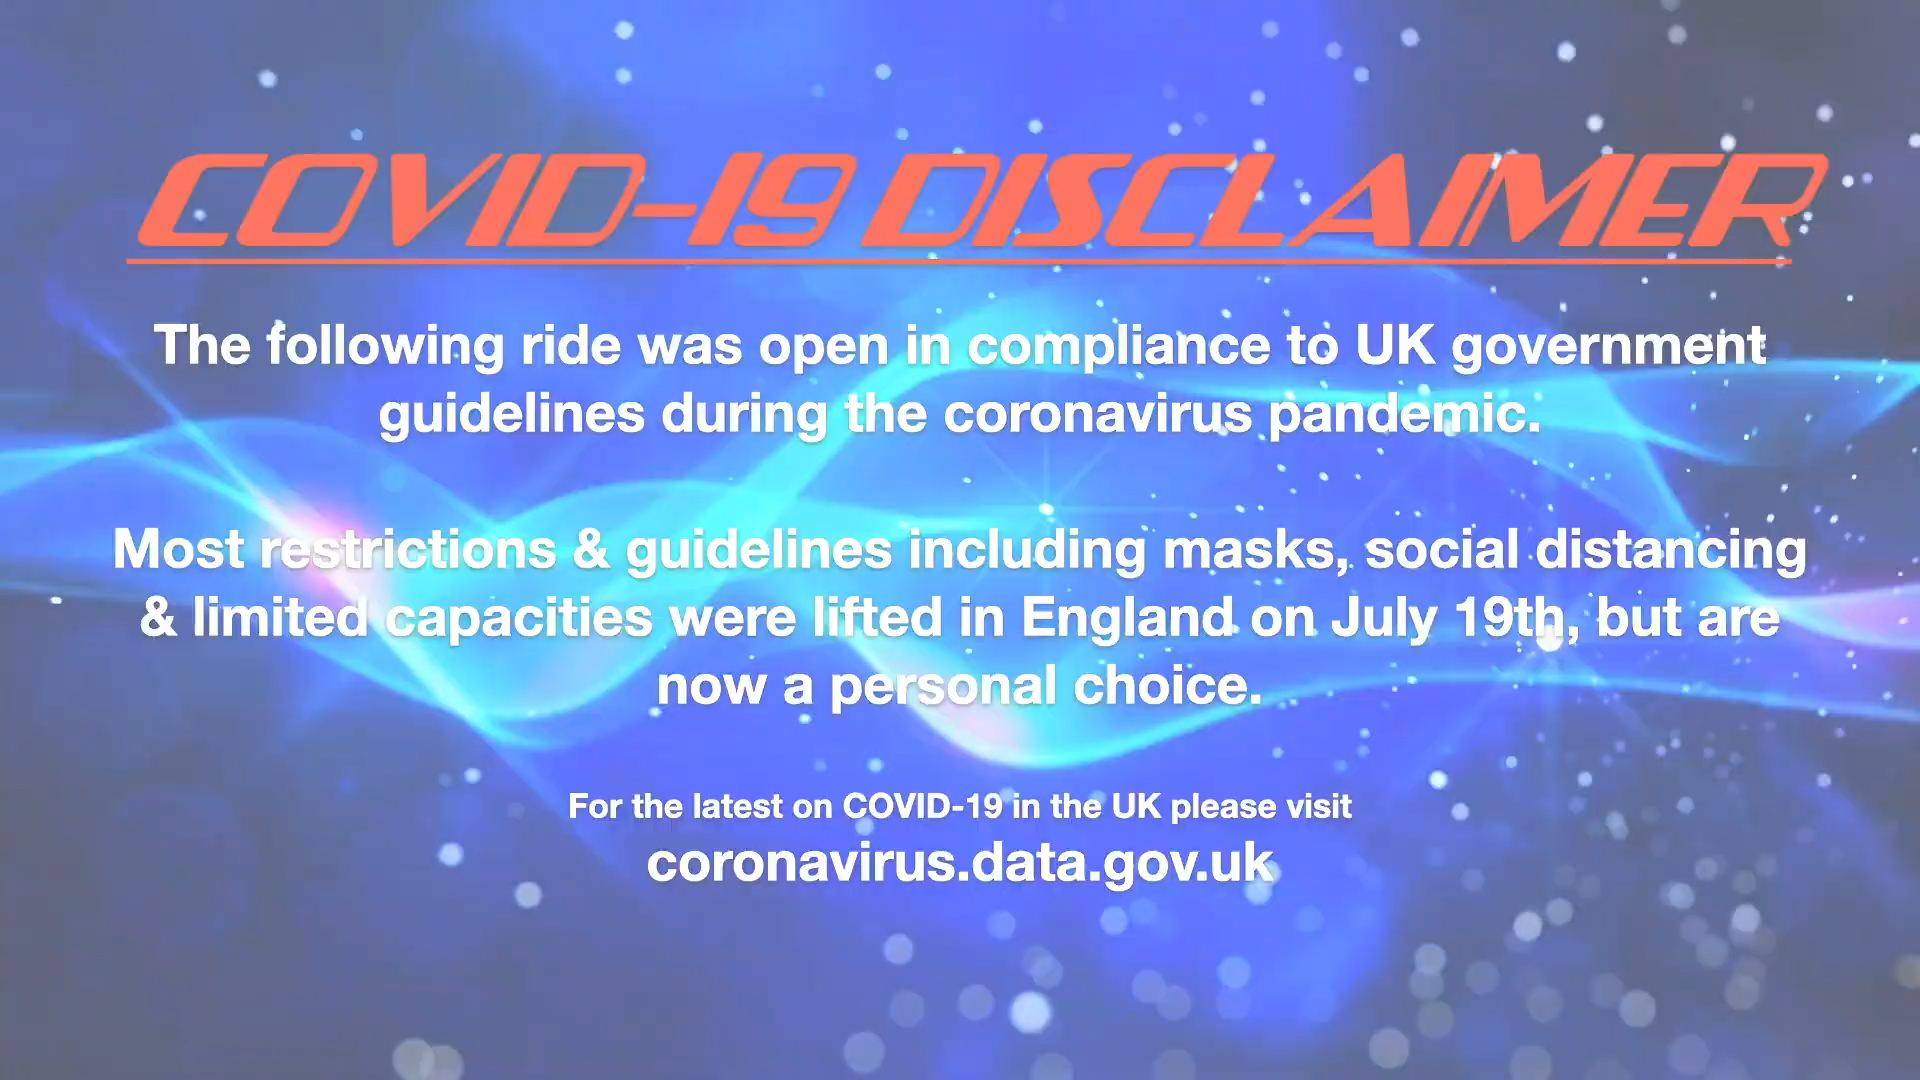 COVID-19 DISCLAIMER
The following ride was open in compliance to UK government
guidelines during the coronavirus pandemic.
Most restrictions & guidelines including masks, social distancing
& limited capacities were lifted in England on July 19th, but are
now a personal choice.
For the latest on COVID-19 in the UK please visit
coronavirus.data.gov.uk